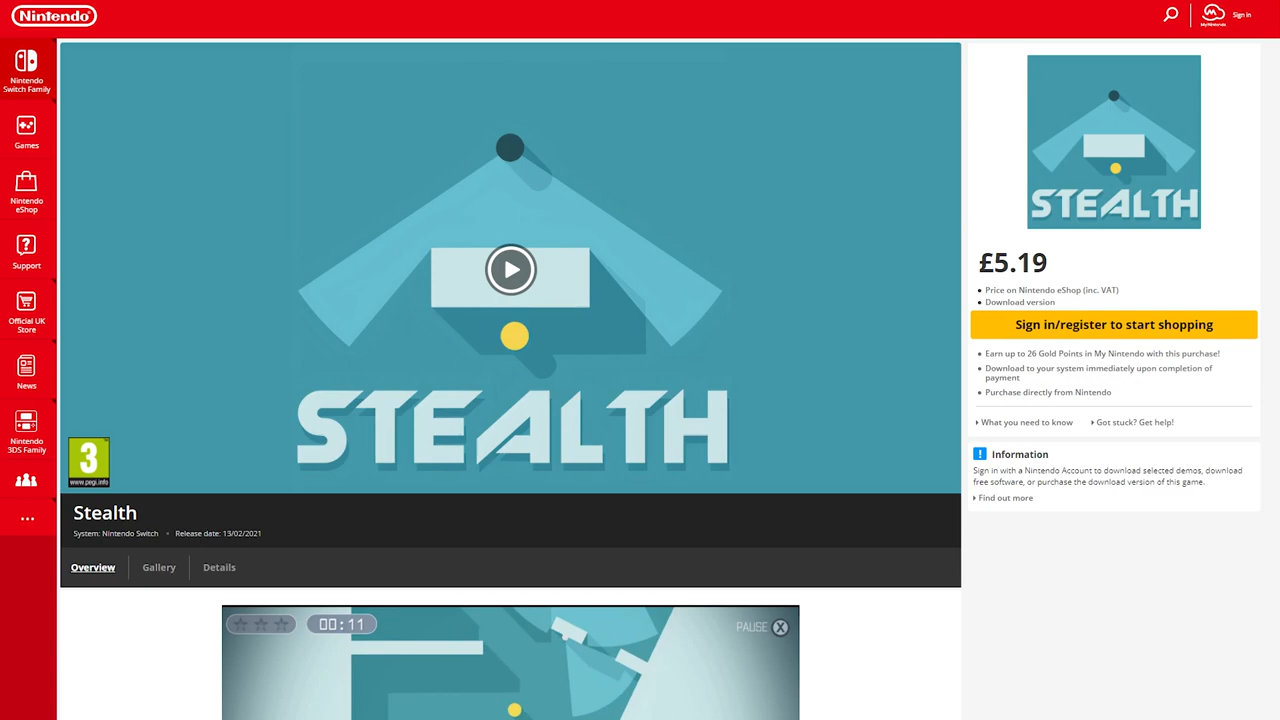 Nintendo
My Nintendo
Sign in
Nintendo
Switch Family
Games
Nintendo
eShop
Support
Official UK
Store
News
Nintendo
3DS Family
...
STEALTH
3
www.pegi.info
Stealth
System: Nintendo Switch • Release date: 13/02/2021
Overview
Gallery
Details
00:11
PAUSE X
STEALTH
£5.19
• Price on Nintendo eShop (inc. VAT)
• Download version
Sign in/register to start shopping
• Earn up to 26 Gold Points in My Nintendo with this purchase!
• Download to your system immediately upon completion of
payment
• Purchase directly from Nintendo
What you need to know
Got stuck? Get help!
! Information
Sign in with a Nintendo Account to download selected demos, download
free software, or purchase the download version of this game.
Find out more